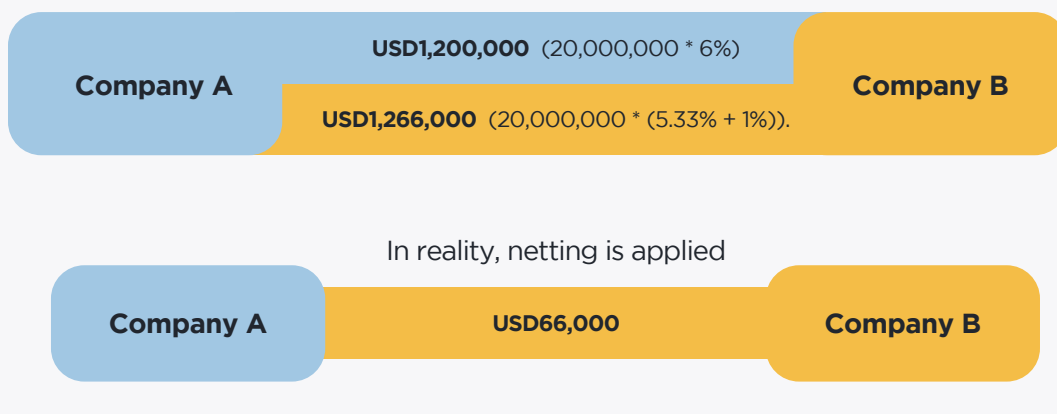 USD1,200,000 (20,000,000 * 6%)
Company A
Company B
USD1,266,000 (20,000,000 * (5.33% + 1%)).
In reality, netting is applied
Company A
USD66,000
Company B